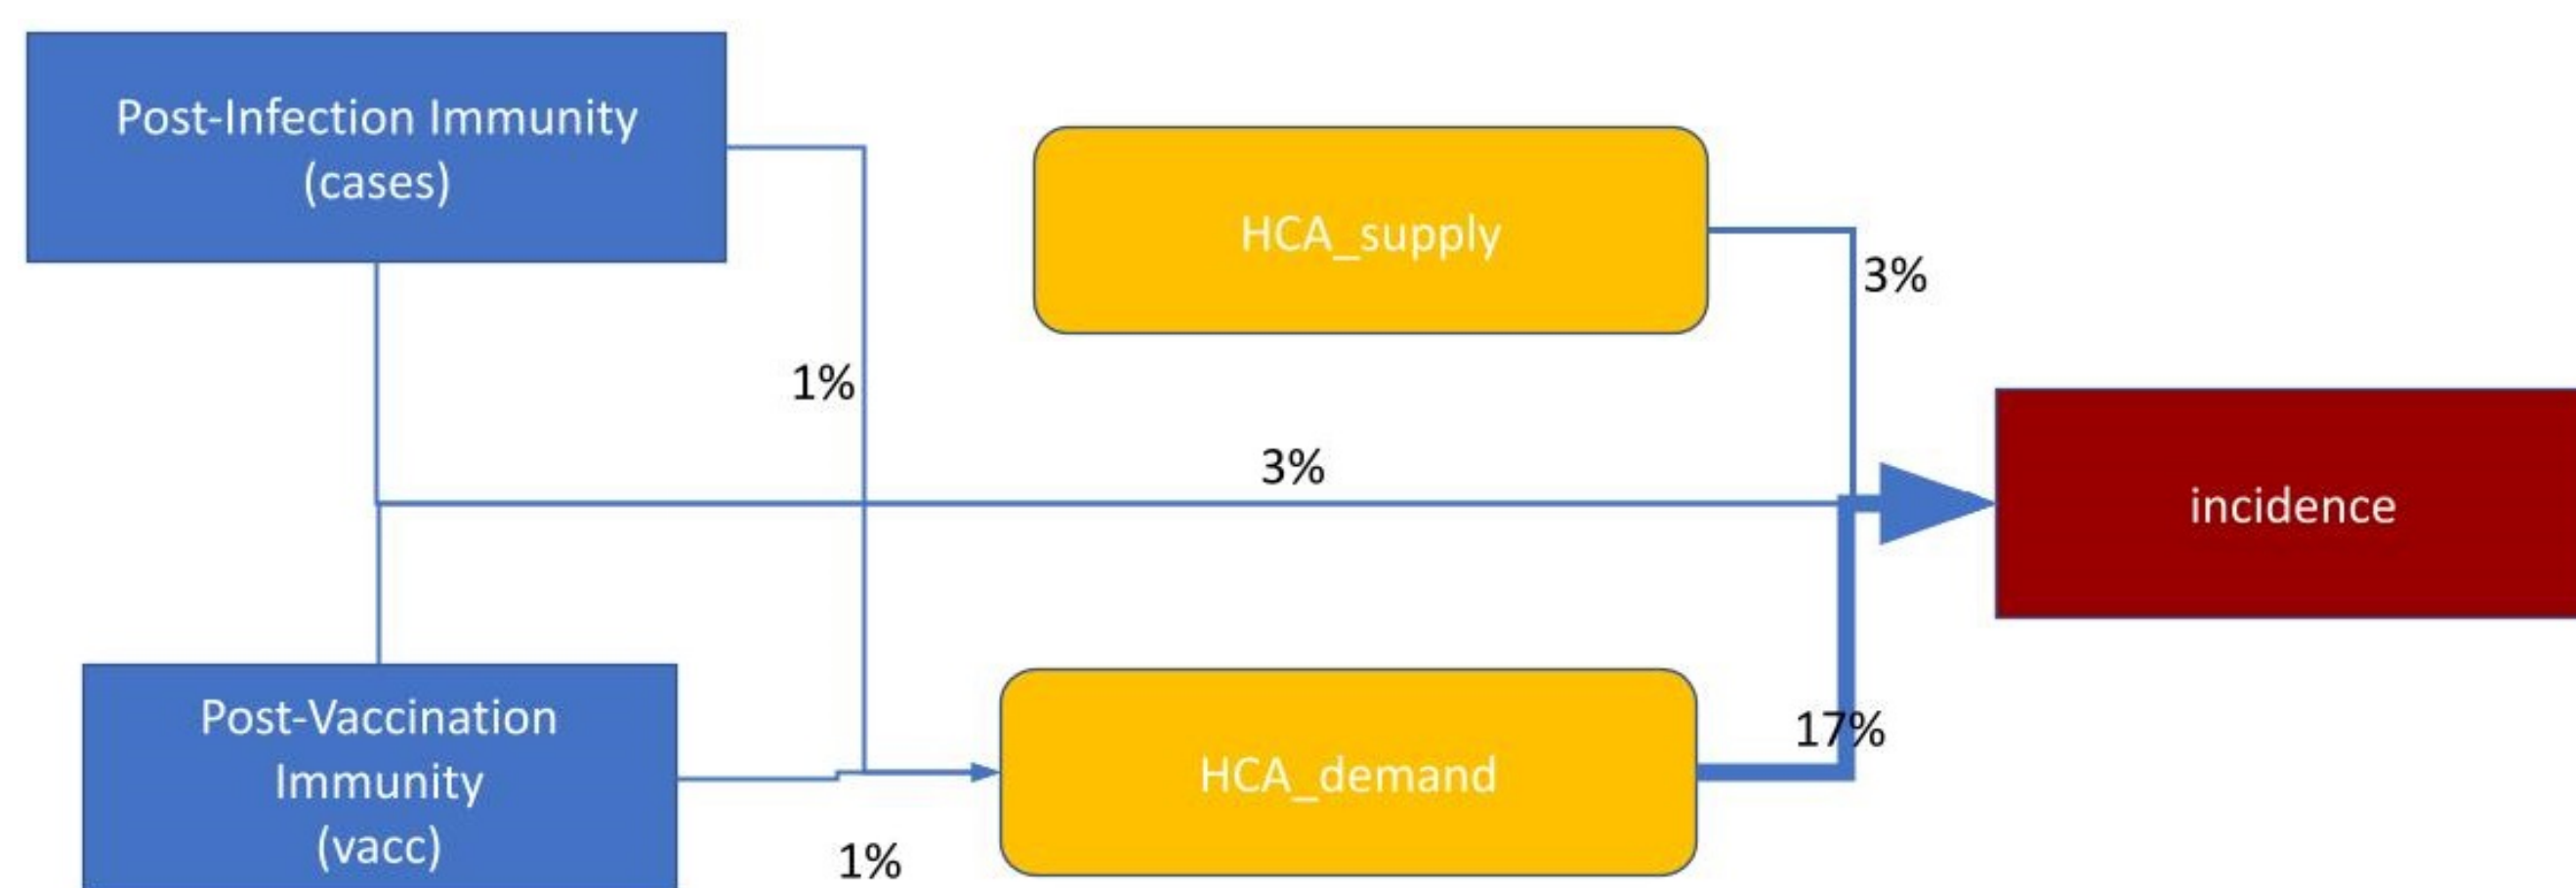 Post-Infection Immunity
(cases)
HCA_supply
3%
1%
3%
incidence
Post-Vaccination
Immunity
(vacc)
17%
HCA_demand
1%